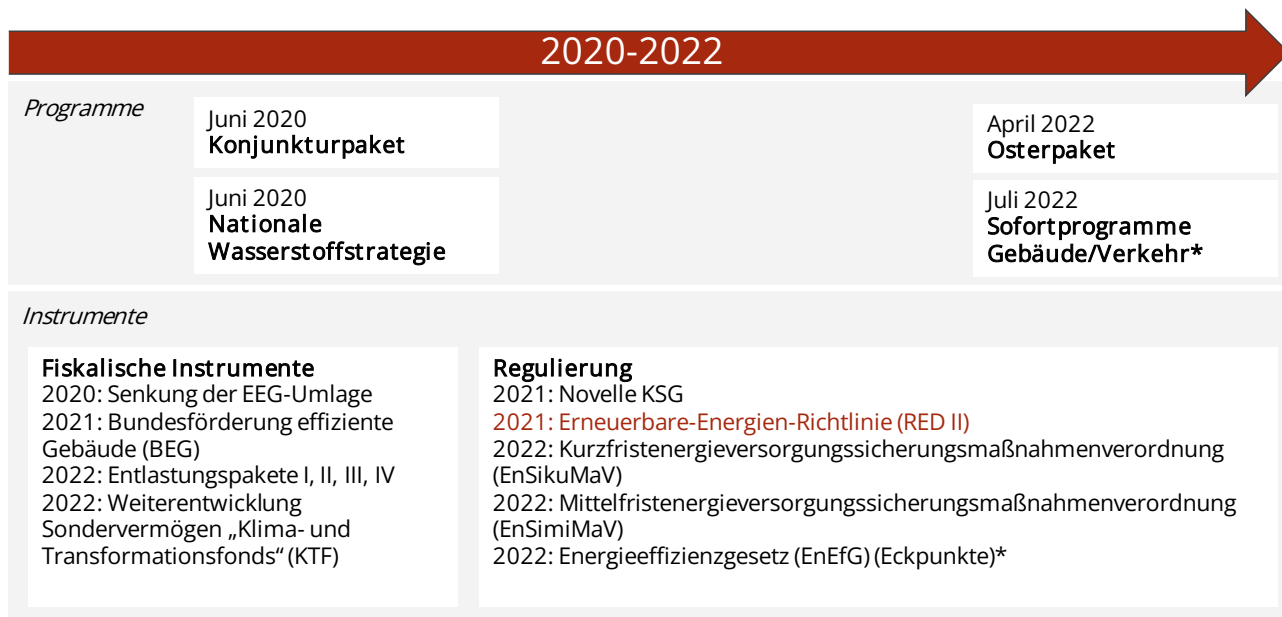 2020-2022
Programme
Juni 2020
Konjunkturpaket
Juni 2020
Nationale
Wasserstoffstrategie
April 2022
Osterpaket
Juli 2022
Sofortprogramme
Gebäude/Verkehr*
Instrumente
Fiskalische Instrumente
2020: Senkung der EEG-Umlage
2021: Bundesförderung effiziente
Gebäude (BEG)
2022: Entlastungspakete I, II, III, IV
2022: Weiterentwicklung
Sondervermögen „Klima- und
Transformationsfonds“ (KTF)
Regulierung
2021: Novelle KSG
2021: Erneuerbare-Energien-Richtlinie (RED II)
2022: Kurzfristenergieversorgungssicherungsmaßnahmenverordnung
(EnSikuMaV)
2022: Mittelfristenergieversorgungssicherungsmaßnahmenverordnung
(EnSimiMaV)
2022: Energieeffizienzgesetz (EnEfG) (Eckpunkte)*